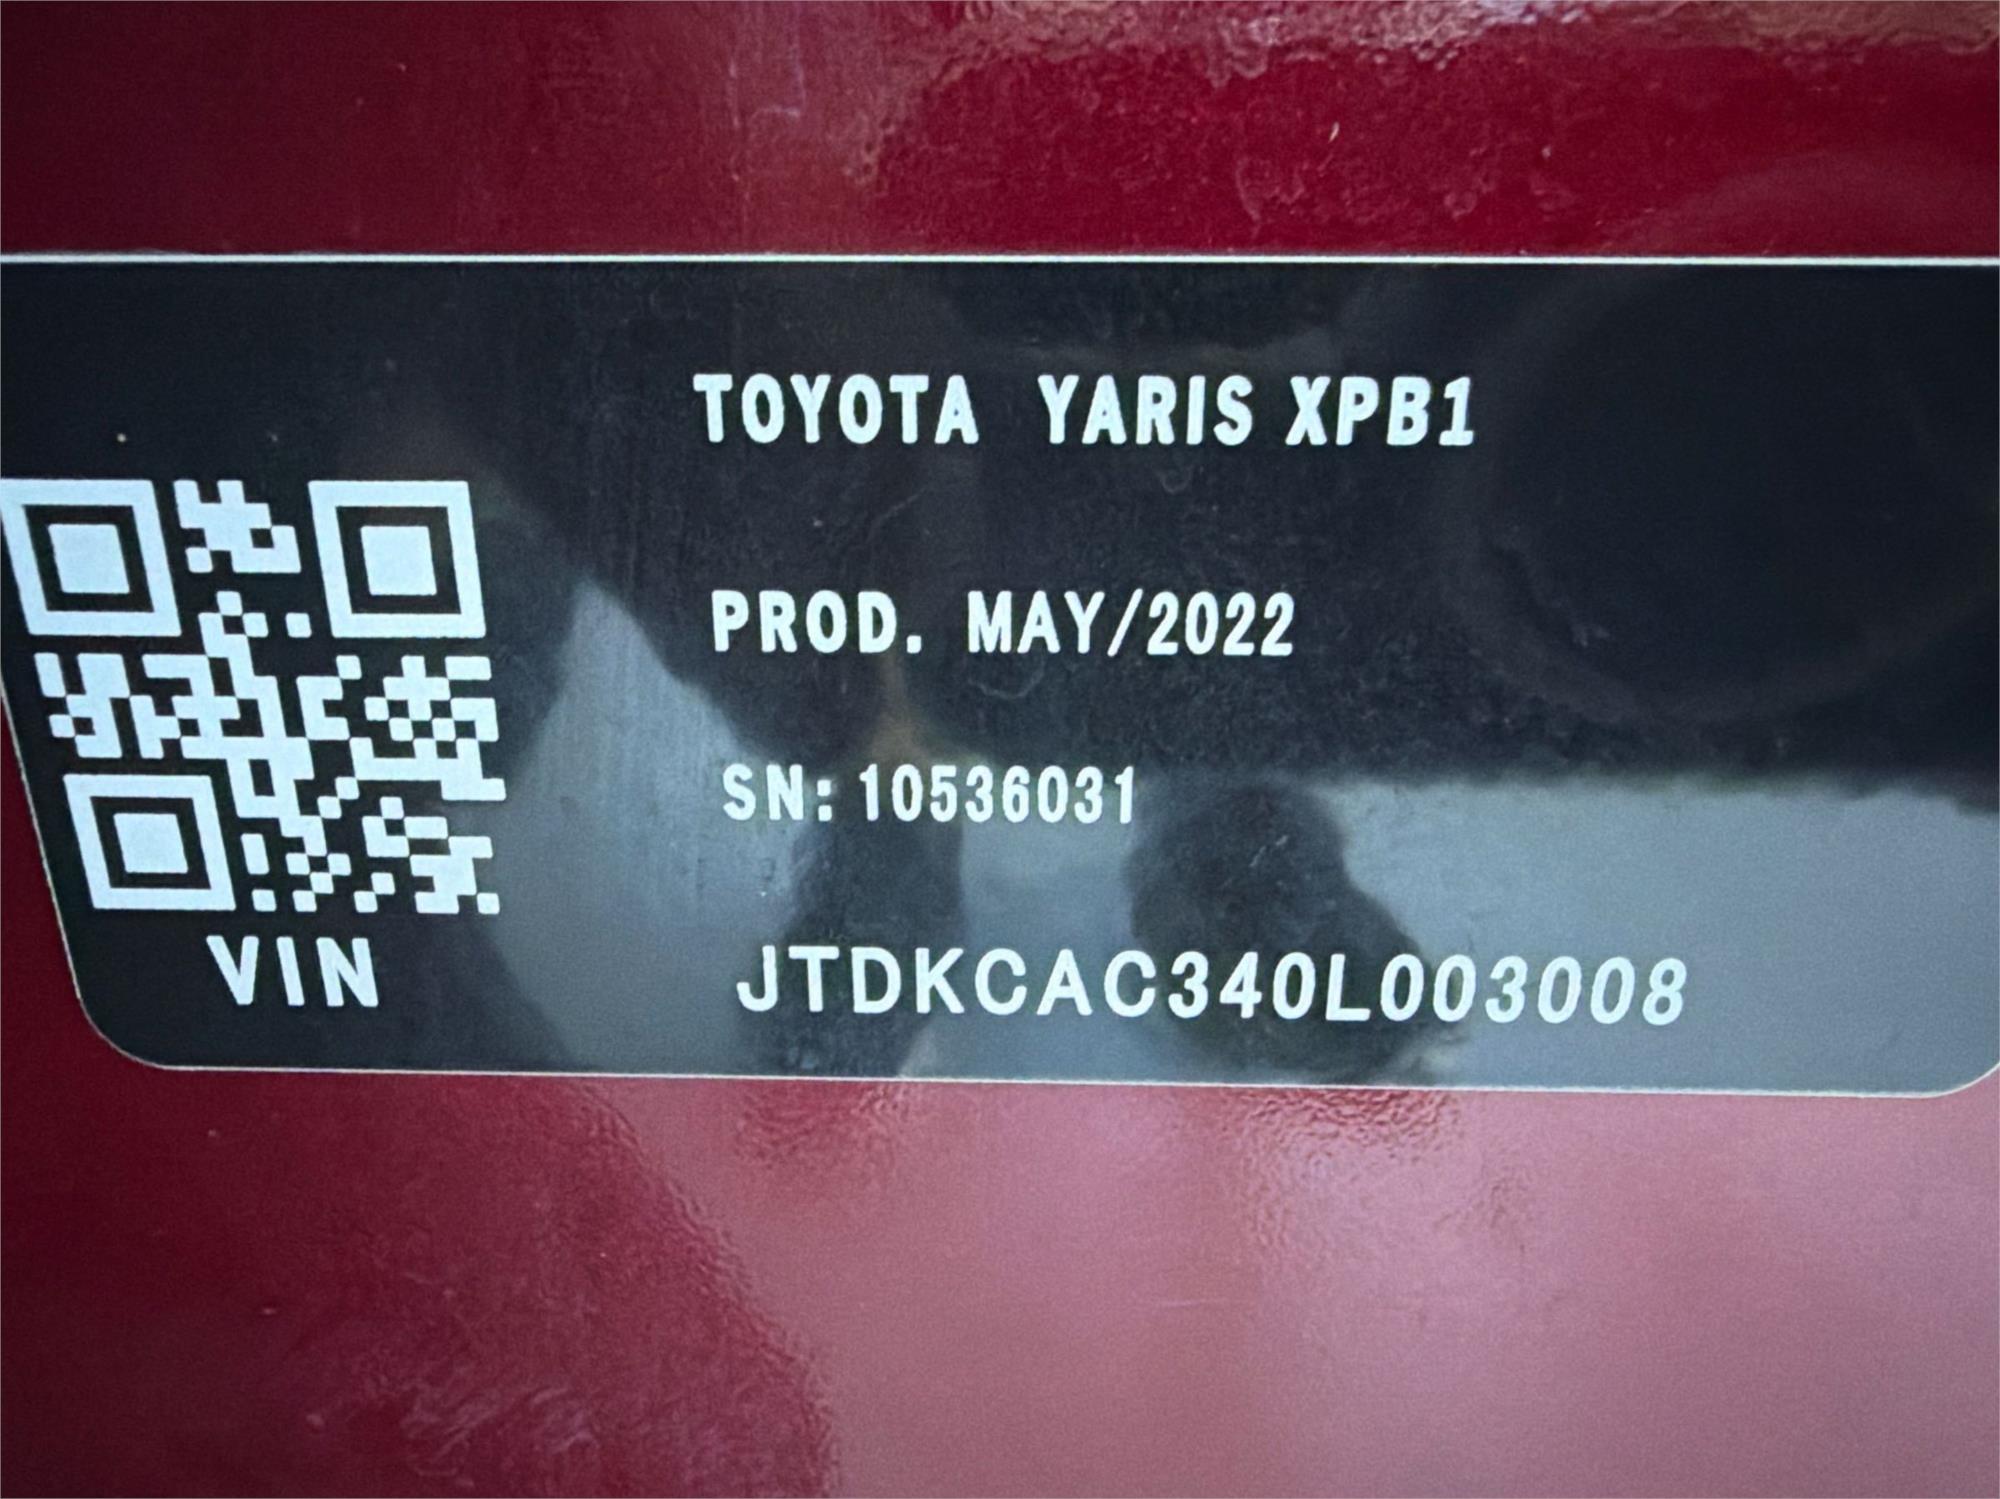 TOYOTA YARIS XPB1
PROD. MAY/2022
SN: 10536031
VIN JTDKCAC340L003008